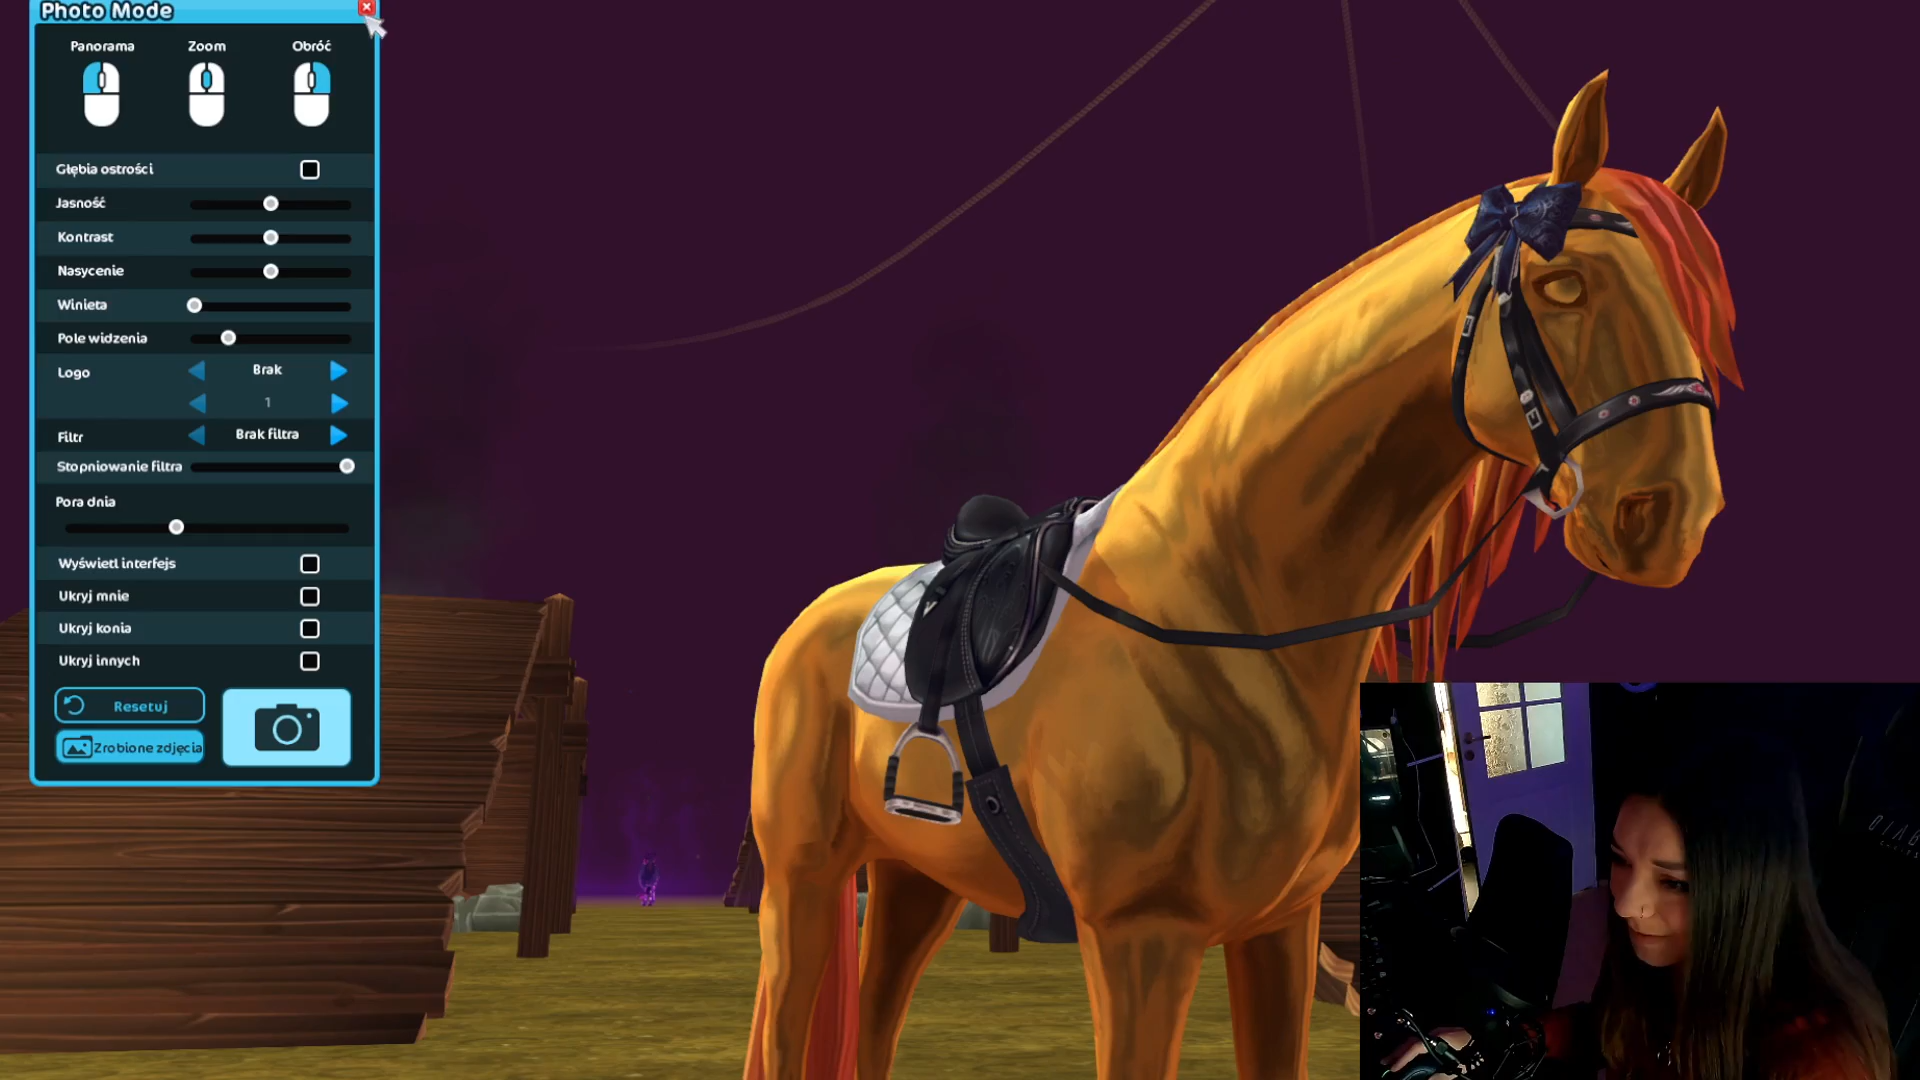 Photo Mode
Panorama Zoom Obróć
Głębia ostrości
Jasność
Kontrast
Nasycenie
Winieta
Pole widzenia
Logo Brak
1
Filtr Brak filtra
Stopniowanie filtra
Pora dnia
Wyświetl interfejs
Ukryj mnie
Ukryj konia
Ukryj innych
Resetuj
Zrobione zdjęcia